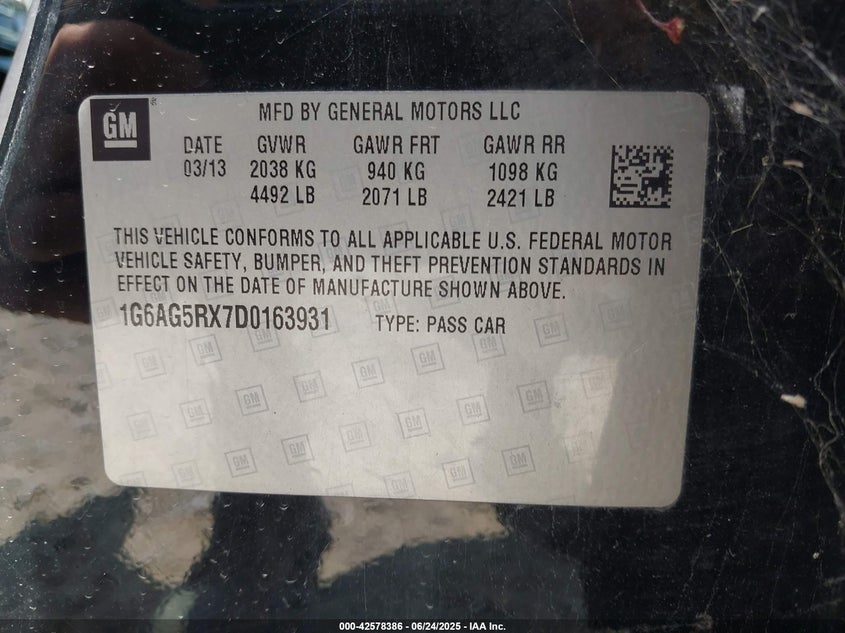 GM
MFD BY GENERAL MOTORS LLC
DATE GVWR GAWR FRT GAWR RR
03/13 2038 KG 940 KG 1098 KG
4492 LB 2071 LB 2421 LB
THIS VEHICLE CONFORMS TO ALL APPLICABLE U.S. FEDERAL MOTOR
VEHICLE SAFETY, BUMPER, AND THEFT PREVENTION STANDARDS IN
EFFECT ON THE DATE OF MANUFACTURE SHOWN ABOVE.
1G6AG5RX7D0163931 TYPE: PASS CAR
000-42578386 - 06/24/2025 - IAA Inc.